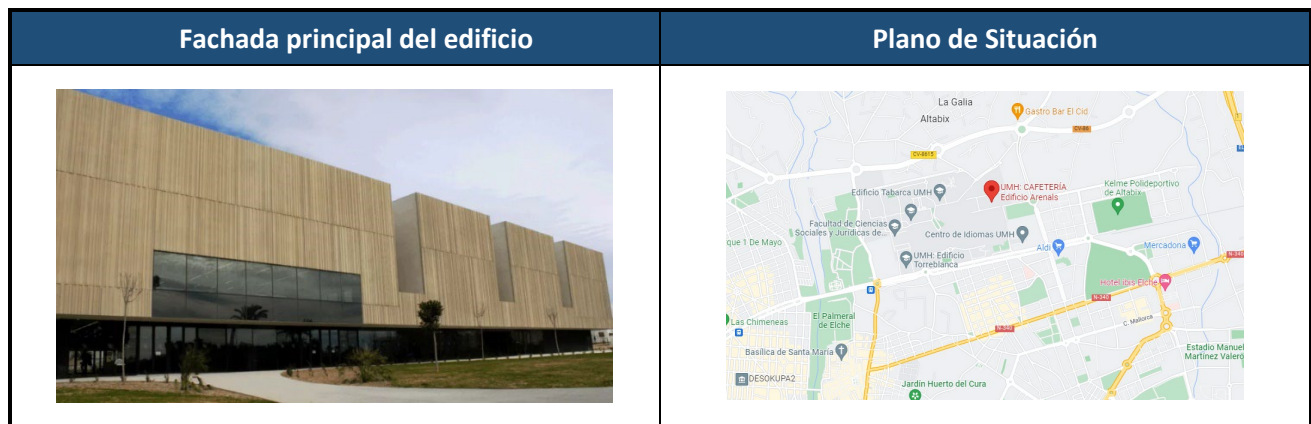 Fachada principal del edificio
Plano de Situación
La Galia
Altabix
Gastro Bar El Cid
CV-86
CV-8615
Edificio Tabarca UMH
UMH: CAFETERÍA
Edificio Arenals
Kelme Polideportivo
de Altabix
Facultad de Ciencias
Sociales y Jurídicas de...
Centro de Idiomas UMH
que 1 De Mayo
Aldi
Mercadona
UMH: Edificio
Torreblanca
N-340
Hotel ibis Elche
N-340
Las Chimeneas
El Palmeral
de Elche
C. Mallorca
N-340
Basílica de Santa María
Estadio Manuel
Martínez Valero
DESOKUPA2
Jardín Huerto del Cura